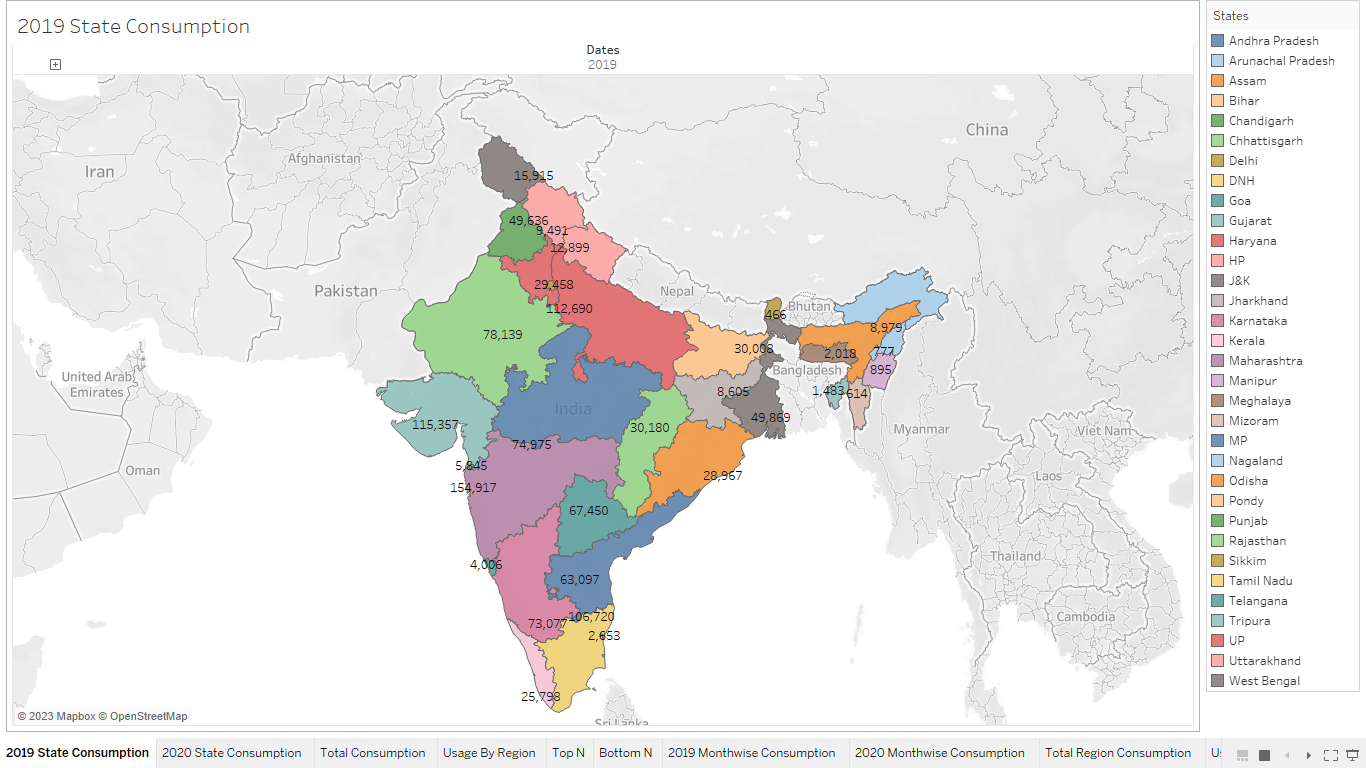 2019 State Consumption
Dates
2019
States
Andhra Pradesh
Arunachal Pradesh
Assam
Bihar
Chandigarh
Chhattisgarh
Delhi
DNH
Goa
Gujarat
Haryana
HP
J&K
Jharkhand
Karnataka
Kerala
Maharashtra
Manipur
Meghalaya
Mizoram
MP
Nagaland
Odisha
Pondy
Punjab
Rajasthan
Sikkim
Tamil Nadu
Telangana
Tripura
UP
Uttarakhand
West Bengal
China
Afghanistan
Iran
15,915
49,636
9,491
12,899
Pakistan
29,458
Nepal
112,690
466
Bhutan
8,979
78,139
30,008
2,018
777
Bangladesh
895
United Arab
Emirates
8,605
1,483
614
India
115,357
49,869
30,180
Myanmar
Viet Nam
74,975
5,845
Oman
28,967
Laos
154,917
67,450
Thailand
4,006
63,097
106,720
73,077
2,653
Cambodia
25,798
Sri Lanka
© 2023 Mapbox © OpenStreetMap
2019 State Consumption
2020 State Consumption
Total Consumption
Usage By Region
Top N
Bottom N
2019 Monthwise Consumption
2020 Monthwise Consumption
Total Region Consumption